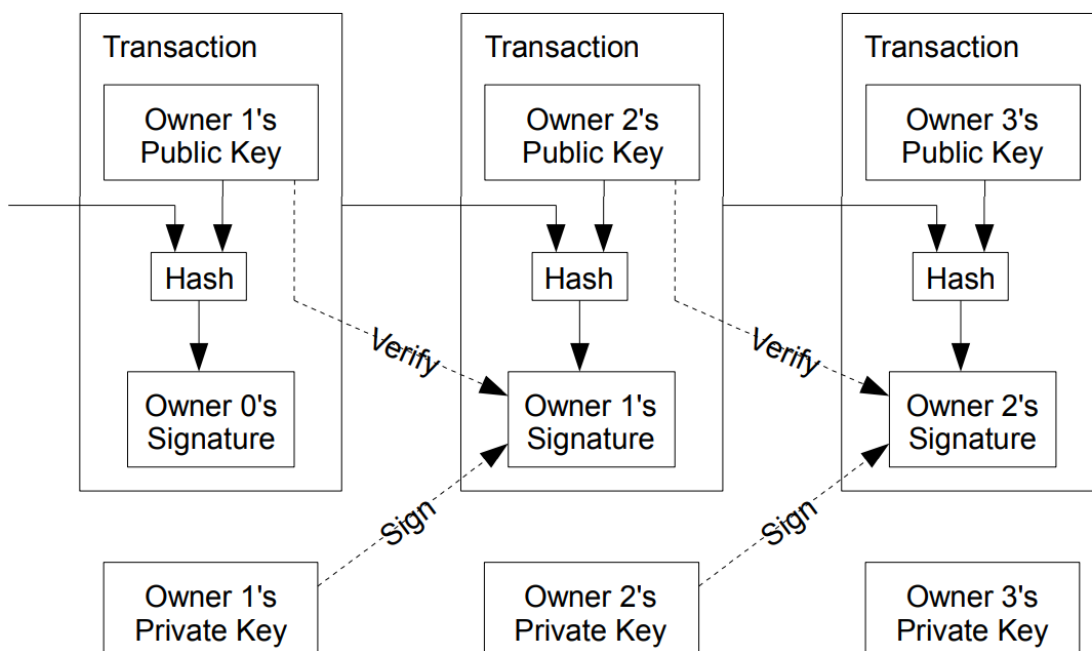 Transaction
Transaction
Transaction
Owner 1's
Public Key
Owner 2's
Public Key
Owner 3's
Public Key
Hash
Hash
Hash
Verify
Verify
Owner 0's
Signature
Owner 1's
Signature
Owner 2's
Signature
Sign
Sign
Owner 1's
Private Key
Owner 2's
Private Key
Owner 3's
Private Key